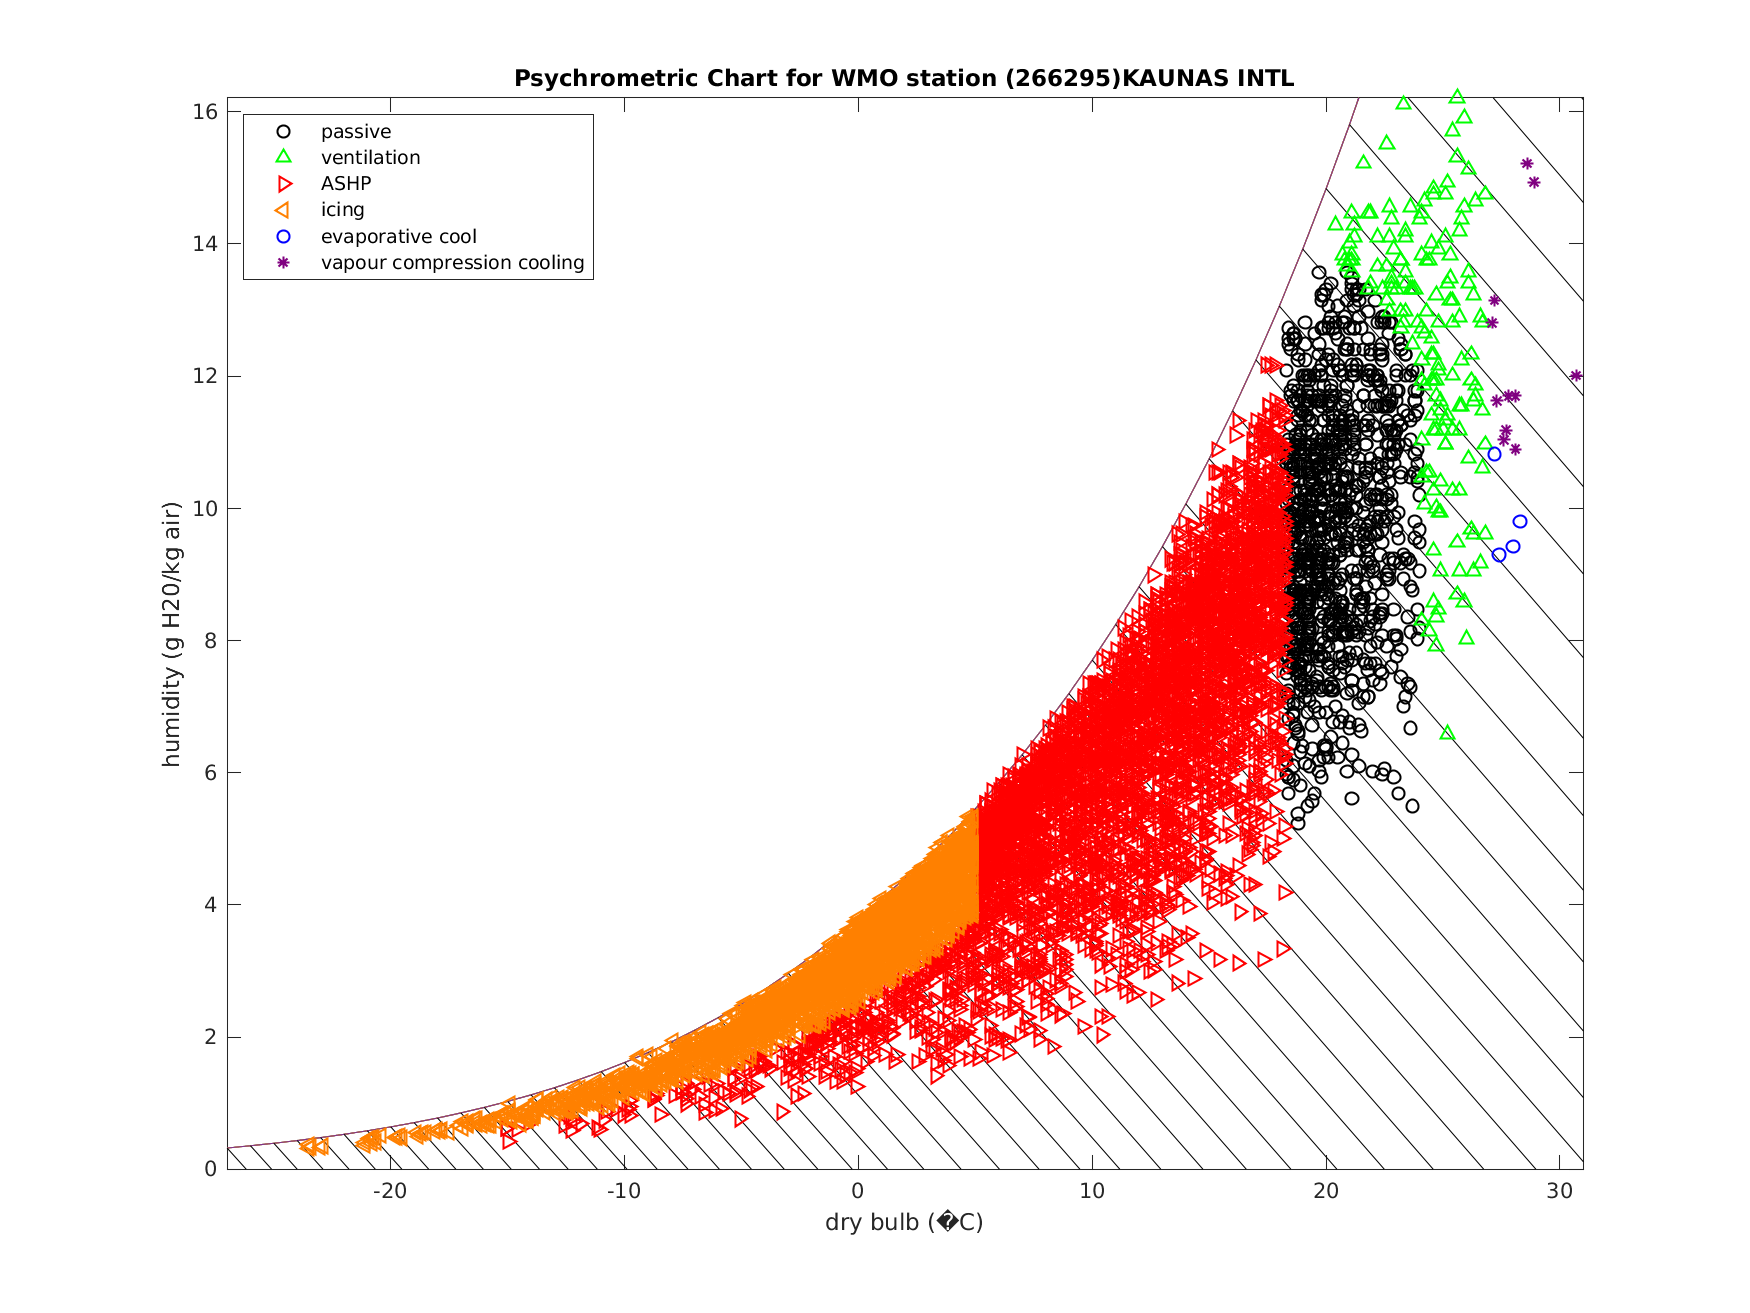 Psychrometric Chart for WMO station (266295)KAUNAS INTL
passive
ventilation
ASHP
icing
evaporative cool
vapour compression cooling
humidity (g H20/kg air)
16
14
12
10
8
6
4
2
0
-20 -10 0 10 20 30
dry bulb (�C)